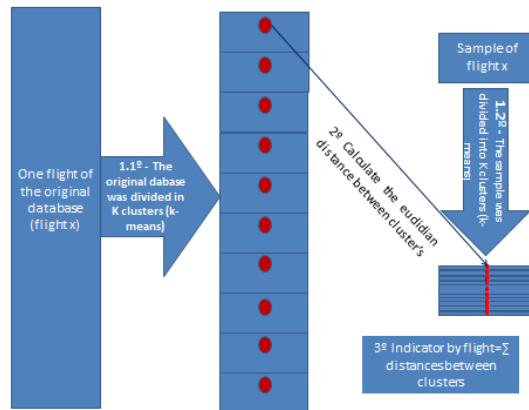 One flight of
the original
database
(flight x)
1.1º - The
original dabase
was divided in
K clusters (k-
means)
2º Calculate the eudidian
distance between cluster's
Sample of
flight x
1.2º - The
sample was
divided into K
clusters (k-
means)
3º Indicator by flight=∑
distancesbetween
clusters